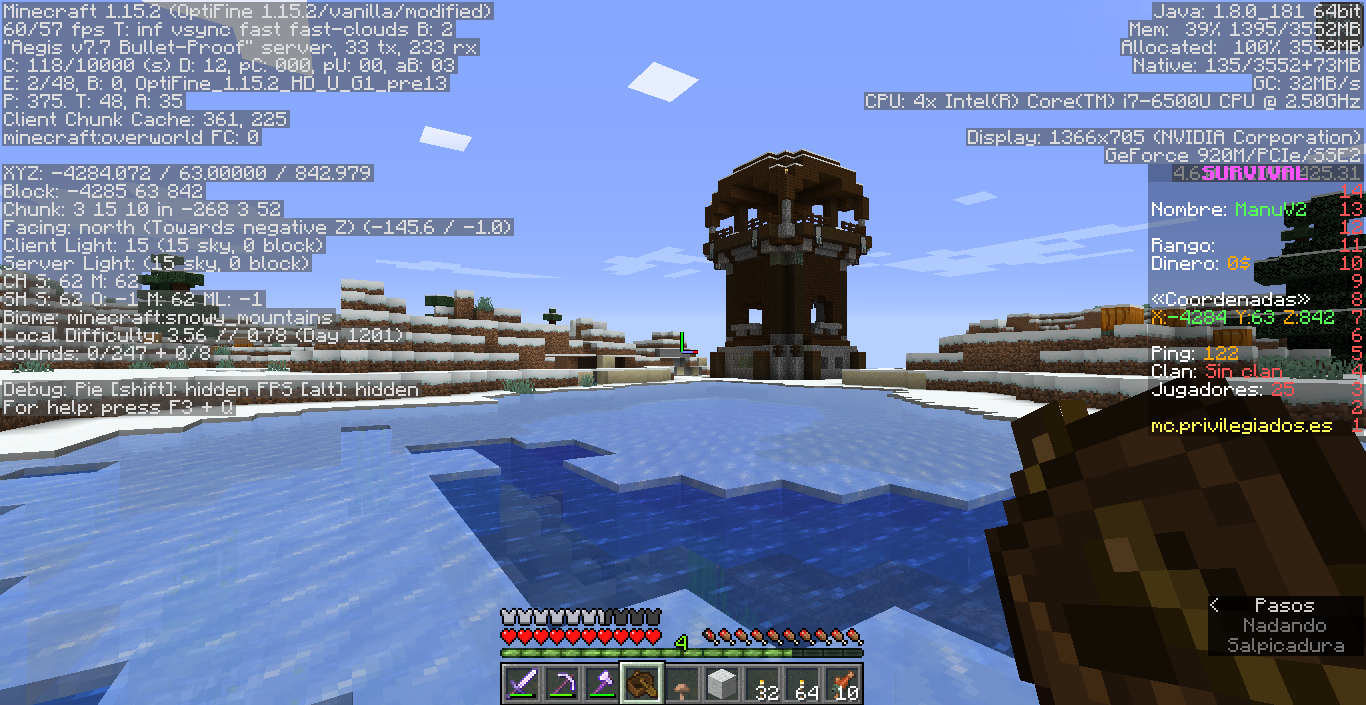 Minecraft 1.15.2 (OptiFine 1.15.2/vanilla/modified)
60/57 fps T: inf vsync fast fast-clouds B: 2
"Aegis v7.7 Bullet-Proof" server, 33 tx, 233 rx
C: 118/10000 (s) D: 12, pC: 000, pU: 00, aB: 03
E: 2/48, B: 0, OptiFine_1.15.2_HD_U_G1_pre13
P: 375. T: 48, A: 35
Client Chunk Cache: 361, 225
minecraft:overworld FC: 0
XYZ: -4284.072 / 63.00000 / 842.979
Block: -4285 63 842
Chunk: 3 15 10 in -268 3 52
Facing: north (Towards negative Z) (-145.6 / -1.0)
Client Light: 15 (15 sky, 0 block)
Server Light: (15 sky, 0 block)
CH S: 62 M: 62
SH S: 62 O: -1 M: 62 ML: -1
Biome: minecraft:snowy_mountains
Local Difficulty: 3.56 // 0.78 (Day 1201)
Sounds: 0/247 + 0/8
Debug: Pie [shift]: hidden FPS [alt]: hidden
For help: press F3 + Q
Java: 1.8.0_181 64bit
Mem: 39% 1395/3552MB
Allocated: 100% 3552MB
Native: 135/3552+73MB
GC: 32MB/s
CPU: 4x Intel(R) Core(TM) i7-6500U CPU @ 2.50GHz
Display: 1366x705 (NVIDIA Corporation)
GeForce 920M/PCIe/SSE2
SURVIVAL
14
Nombre: ManuV2 13
12
Rango: 11
Dinero: 0$ 10
9
«Coordenadas» 8
X:-4284 Y:63 Z:842 7
6
Ping: 122 5
Clan: Sin clan 4
Jugadores: 25 3
2
mc.privilegiados.es 1
< Pasos
Nadando
Salpicadura
4
32 64 10